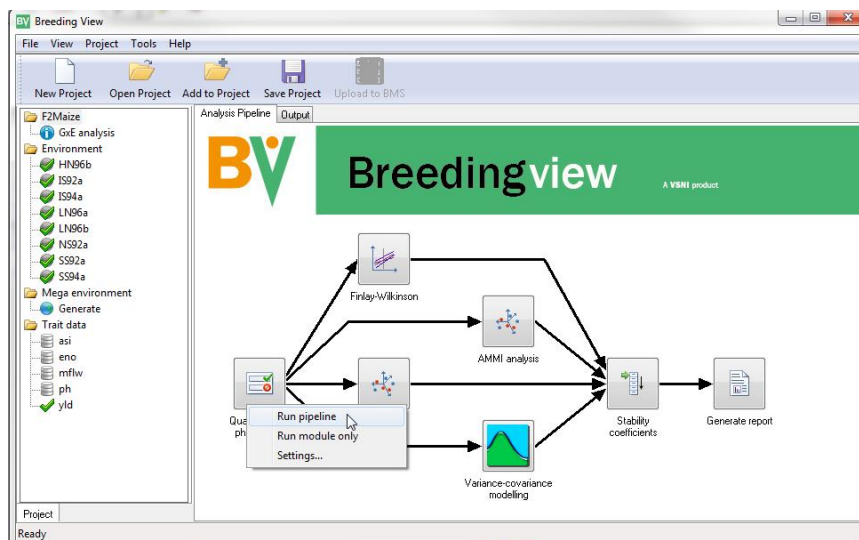 BV Breeding View
File View Project Tools Help
New Project Open Project Add to Project Save Project Upload to BMS
F2Maize
GxE analysis
Environment
HN96b
IS92a
IS94a
LN96a
LN96b
NS92a
SS92a
SS94a
Mega environment
Generate
Trait data
asi
eno
mflw
ph
yld
Project
Analysis Pipeline Output
BV Breedingview A VSNi product
Finlay-Wilkinson
AMMI analysis
Qua
ph
Run pipeline
Run module only
Settings...
Stability
coefficients
Generate report
Variance-covariance
modelling
Ready